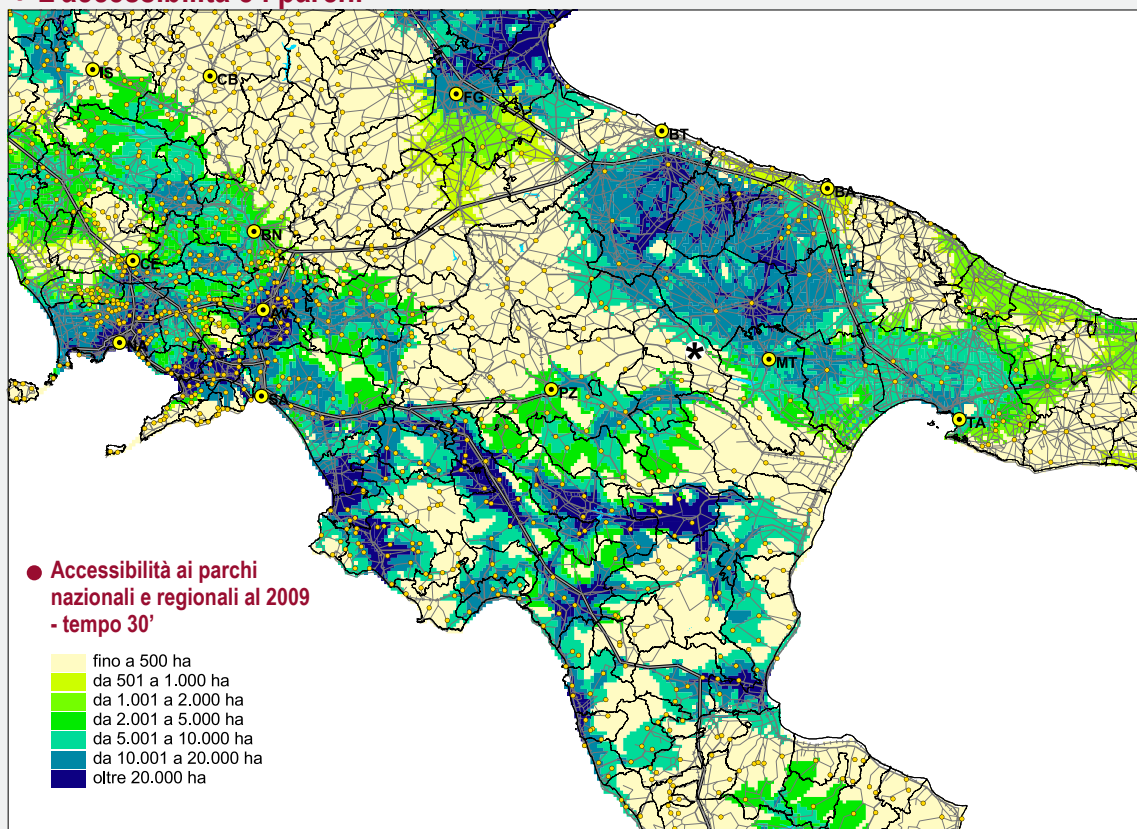 L'accessibilità e i parchi
IS
CB
FG
BT
BA
BN
CE
AV
NA
MT
PZ
SA
TA
*
Accessibilità ai parchi
nazionali e regionali al 2009
- tempo 30'
fino a 500 ha
da 501 a 1.000 ha
da 1.001 a 2.000 ha
da 2.001 a 5.000 ha
da 5.001 a 10.000 ha
da 10.001 a 20.000 ha
oltre 20.000 ha